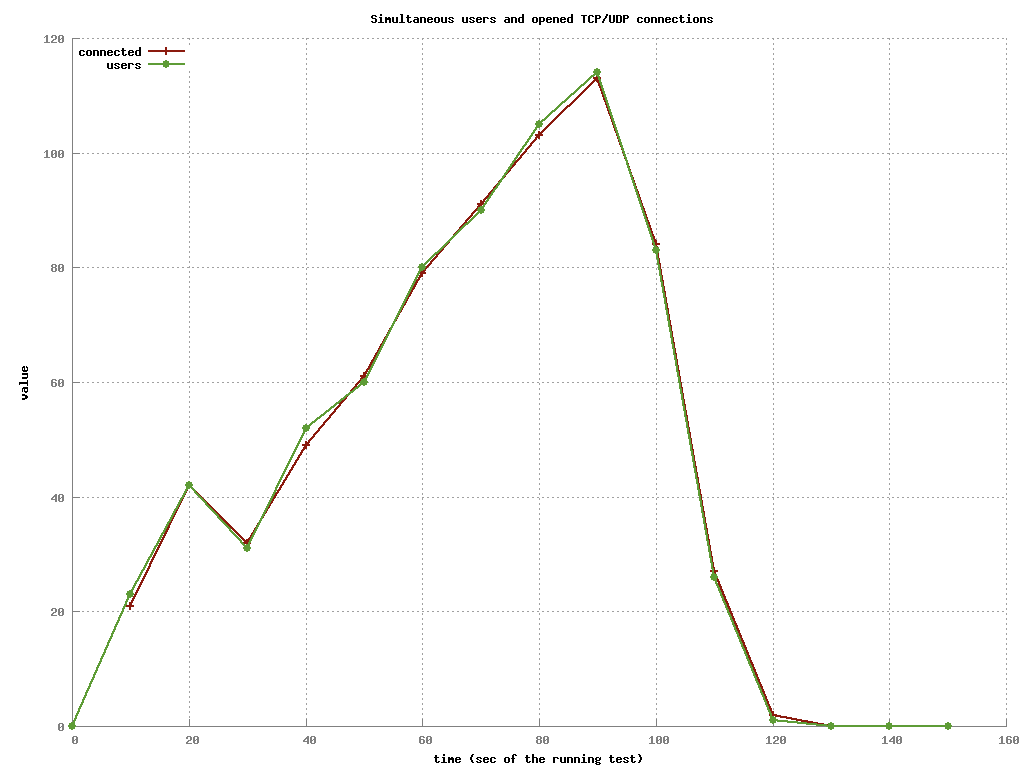 Simultaneous users and opened TCP/UDP connections
120
connected
users
100
80
value
60
40
20
0
0 20 40 60 80 100 120 140 160
time (sec of the running test)